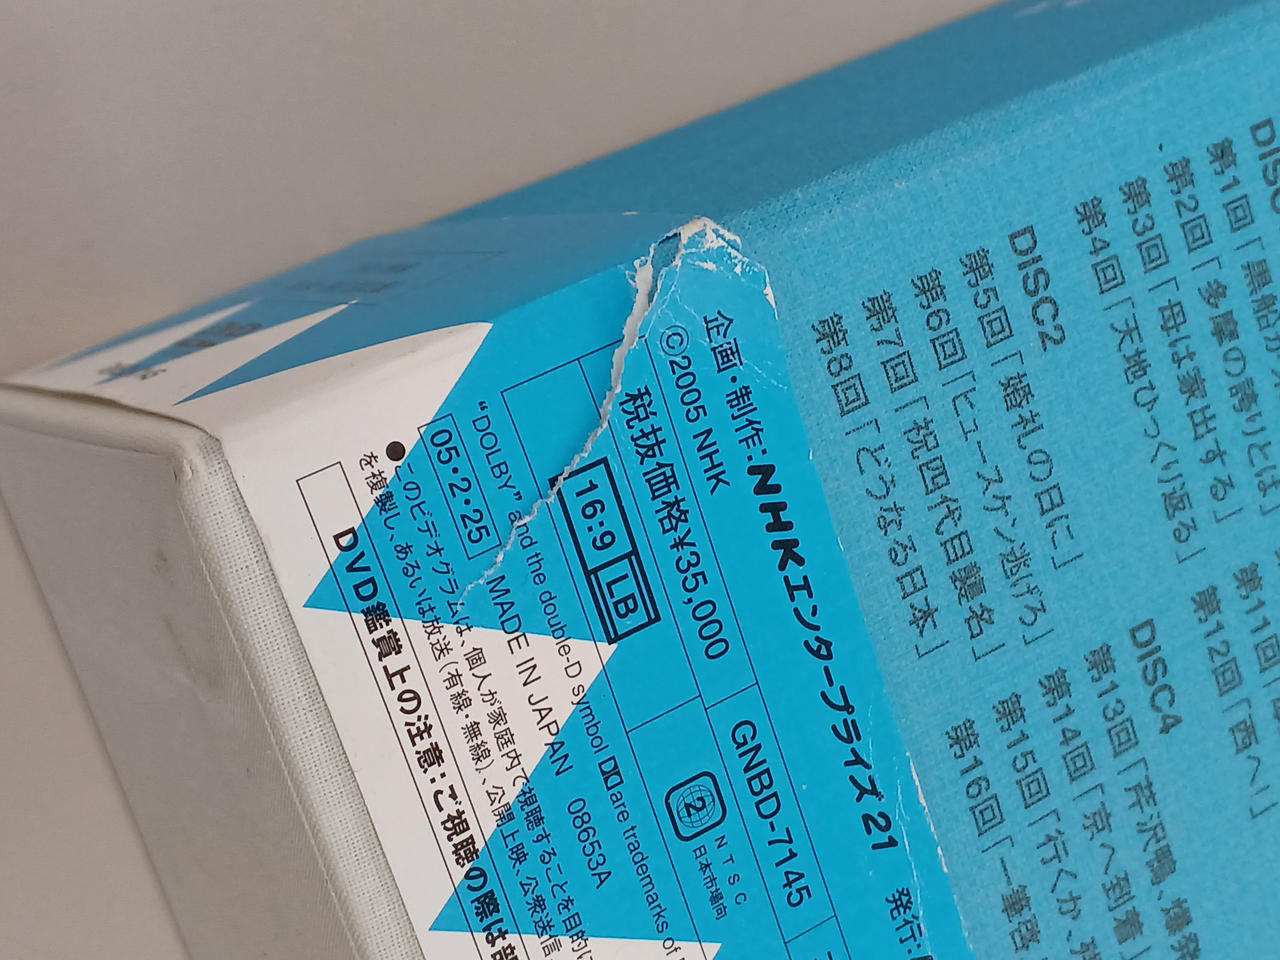 DISC
第1回「黒船が
第2回「多摩の誇りとは」
第3回「母は家出する」
第4回「天地ひっくり返る」
DISC2
第5回「婚礼の日に」
第6回「ヒュースケン逃げろ」
第7回「祝四代目襲名」
第8回「どうなる日本」
第11回「母
第12回「西へ!」
DISC4
第13回「芹沢鴨、爆発
第14回「京へ到着」
第15回「行くか、
第16回「一筆啓
企画・制作:NHKエンタープライズ21 発行:
©2005 NHK
税抜価格¥35,000
GNBD-7145
16:9 LB
2
NTSC
日本市場向
"DOLBY" and the double-D symbol are trademarks of
05・2・25
MADE IN JAPAN 08653A
●このビデオグラムは、個人が家庭内で視聴することを目的に
を複製し、あるいは放送(有線・無線)、公開上映、公衆送信
DVD鑑賞上の注意:ご視聴の際は部